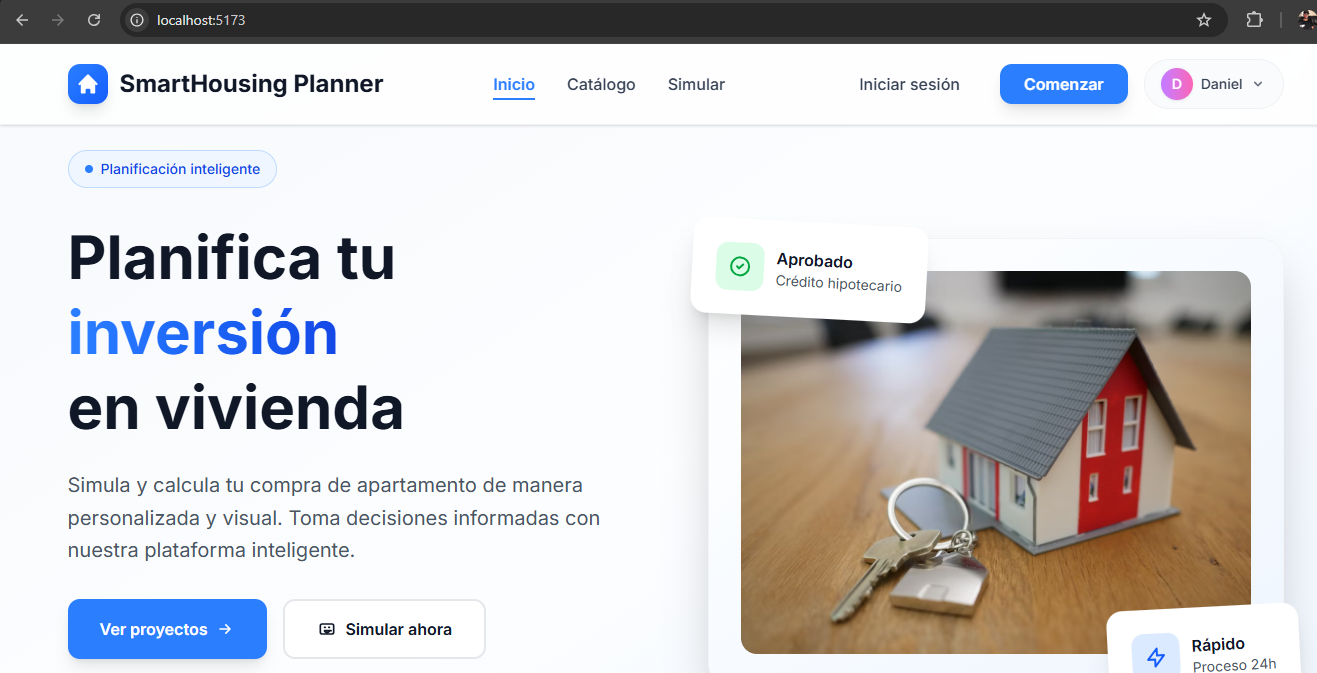 localhost:5173
SmartHousing Planner
Inicio
Catálogo
Simular
Iniciar sesión
Comenzar
D
Daniel
Planificación inteligente
Planifica tu
inversión
en vivienda
Simula y calcula tu compra de apartamento de manera
personalizada y visual. Toma decisiones informadas con
nuestra plataforma inteligente.
Ver proyectos →
Simular ahora
Aprobado
Crédito hipotecario
Rápido
Proceso 24h